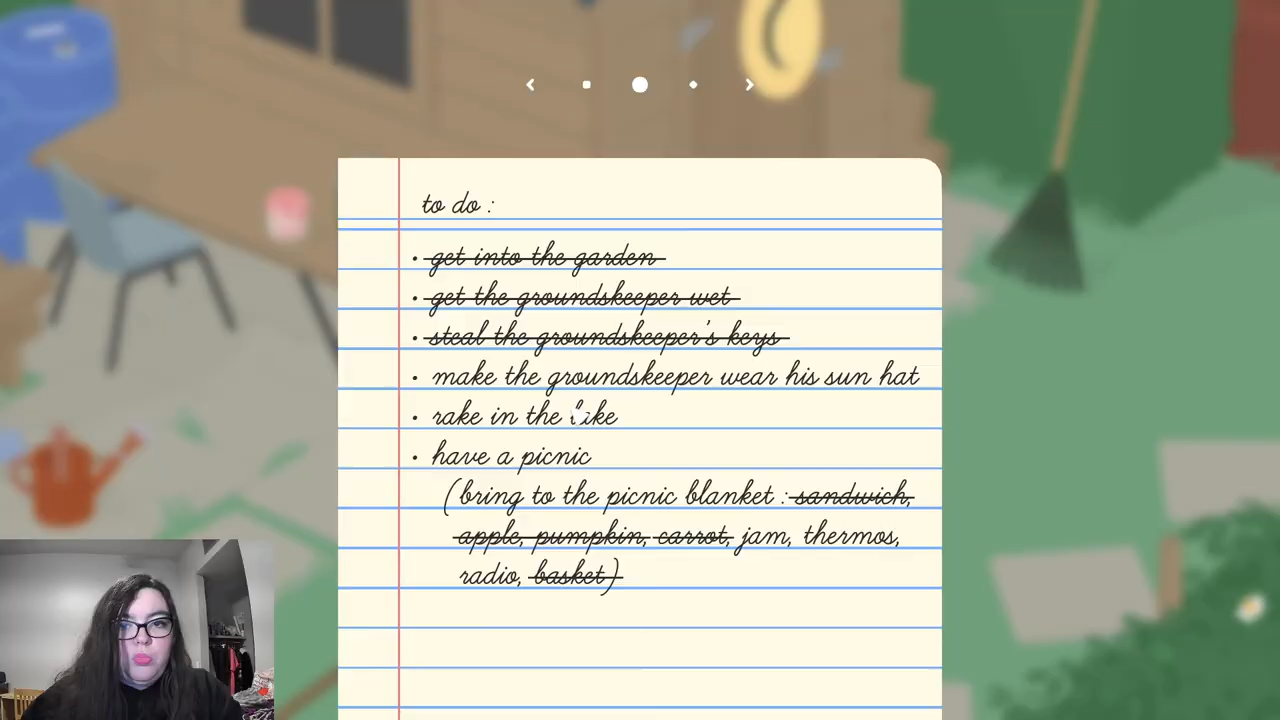 to do :
• get into the garden
• get the groundskeeper wet
• steal the groundskeeper's keys
• make the groundskeeper wear his sun hat
• rake in the lake
• have a picnic
(bring to the picnic blanket : sandwich,
apple, pumpkin, carrot, jam, thermos,
radio, basket)